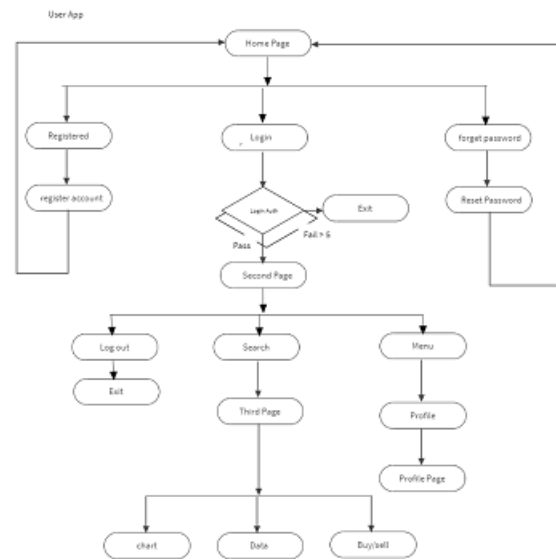 User App
Home Page
Registered
Login
forget password
register account
Login Auth
Exit
Reset Password
Pass
Fail > 5
Second Page
Log out
Search
Menu
Exit
Third Page
Profile
Profile Page
chart
Data
Buy/sell